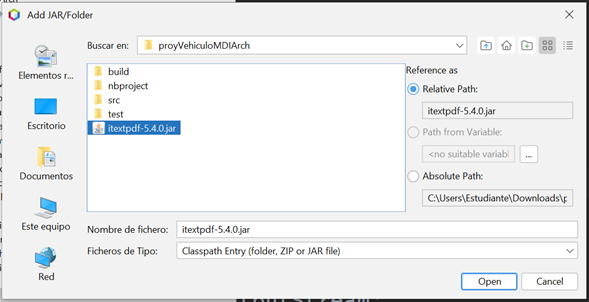 Add JAR/Folder
Buscar en:
proyVehiculoMDIArch
Elementos r...
Escritorio
Documentos
Este equipo
Red
build
nbproject
src
test
itextpdf-5.4.0.jar
Reference as
Relative Path:
itextpdf-5.4.0.jar
Path from Variable:
<no suitable variabl
...
Absolute Path:
C:\Users\Estudiante\Downloads\p
Nombre de fichero:
itextpdf-5.4.0.jar
Ficheros de Tipo:
Classpath Entry (folder, ZIP or JAR file)
Open
Cancel